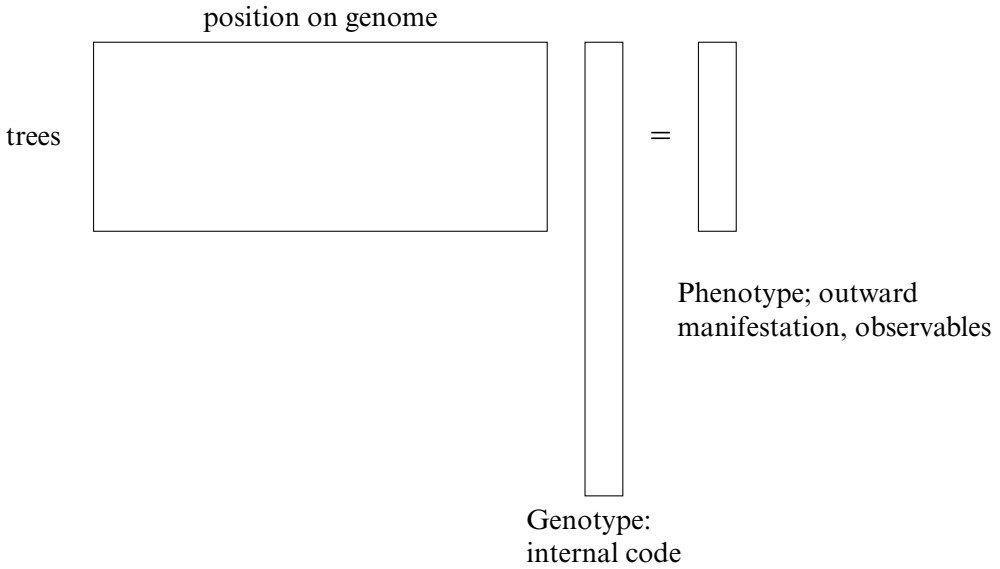 position on genome
trees
=
Phenotype; outward
manifestation, observables
Genotype:
internal code